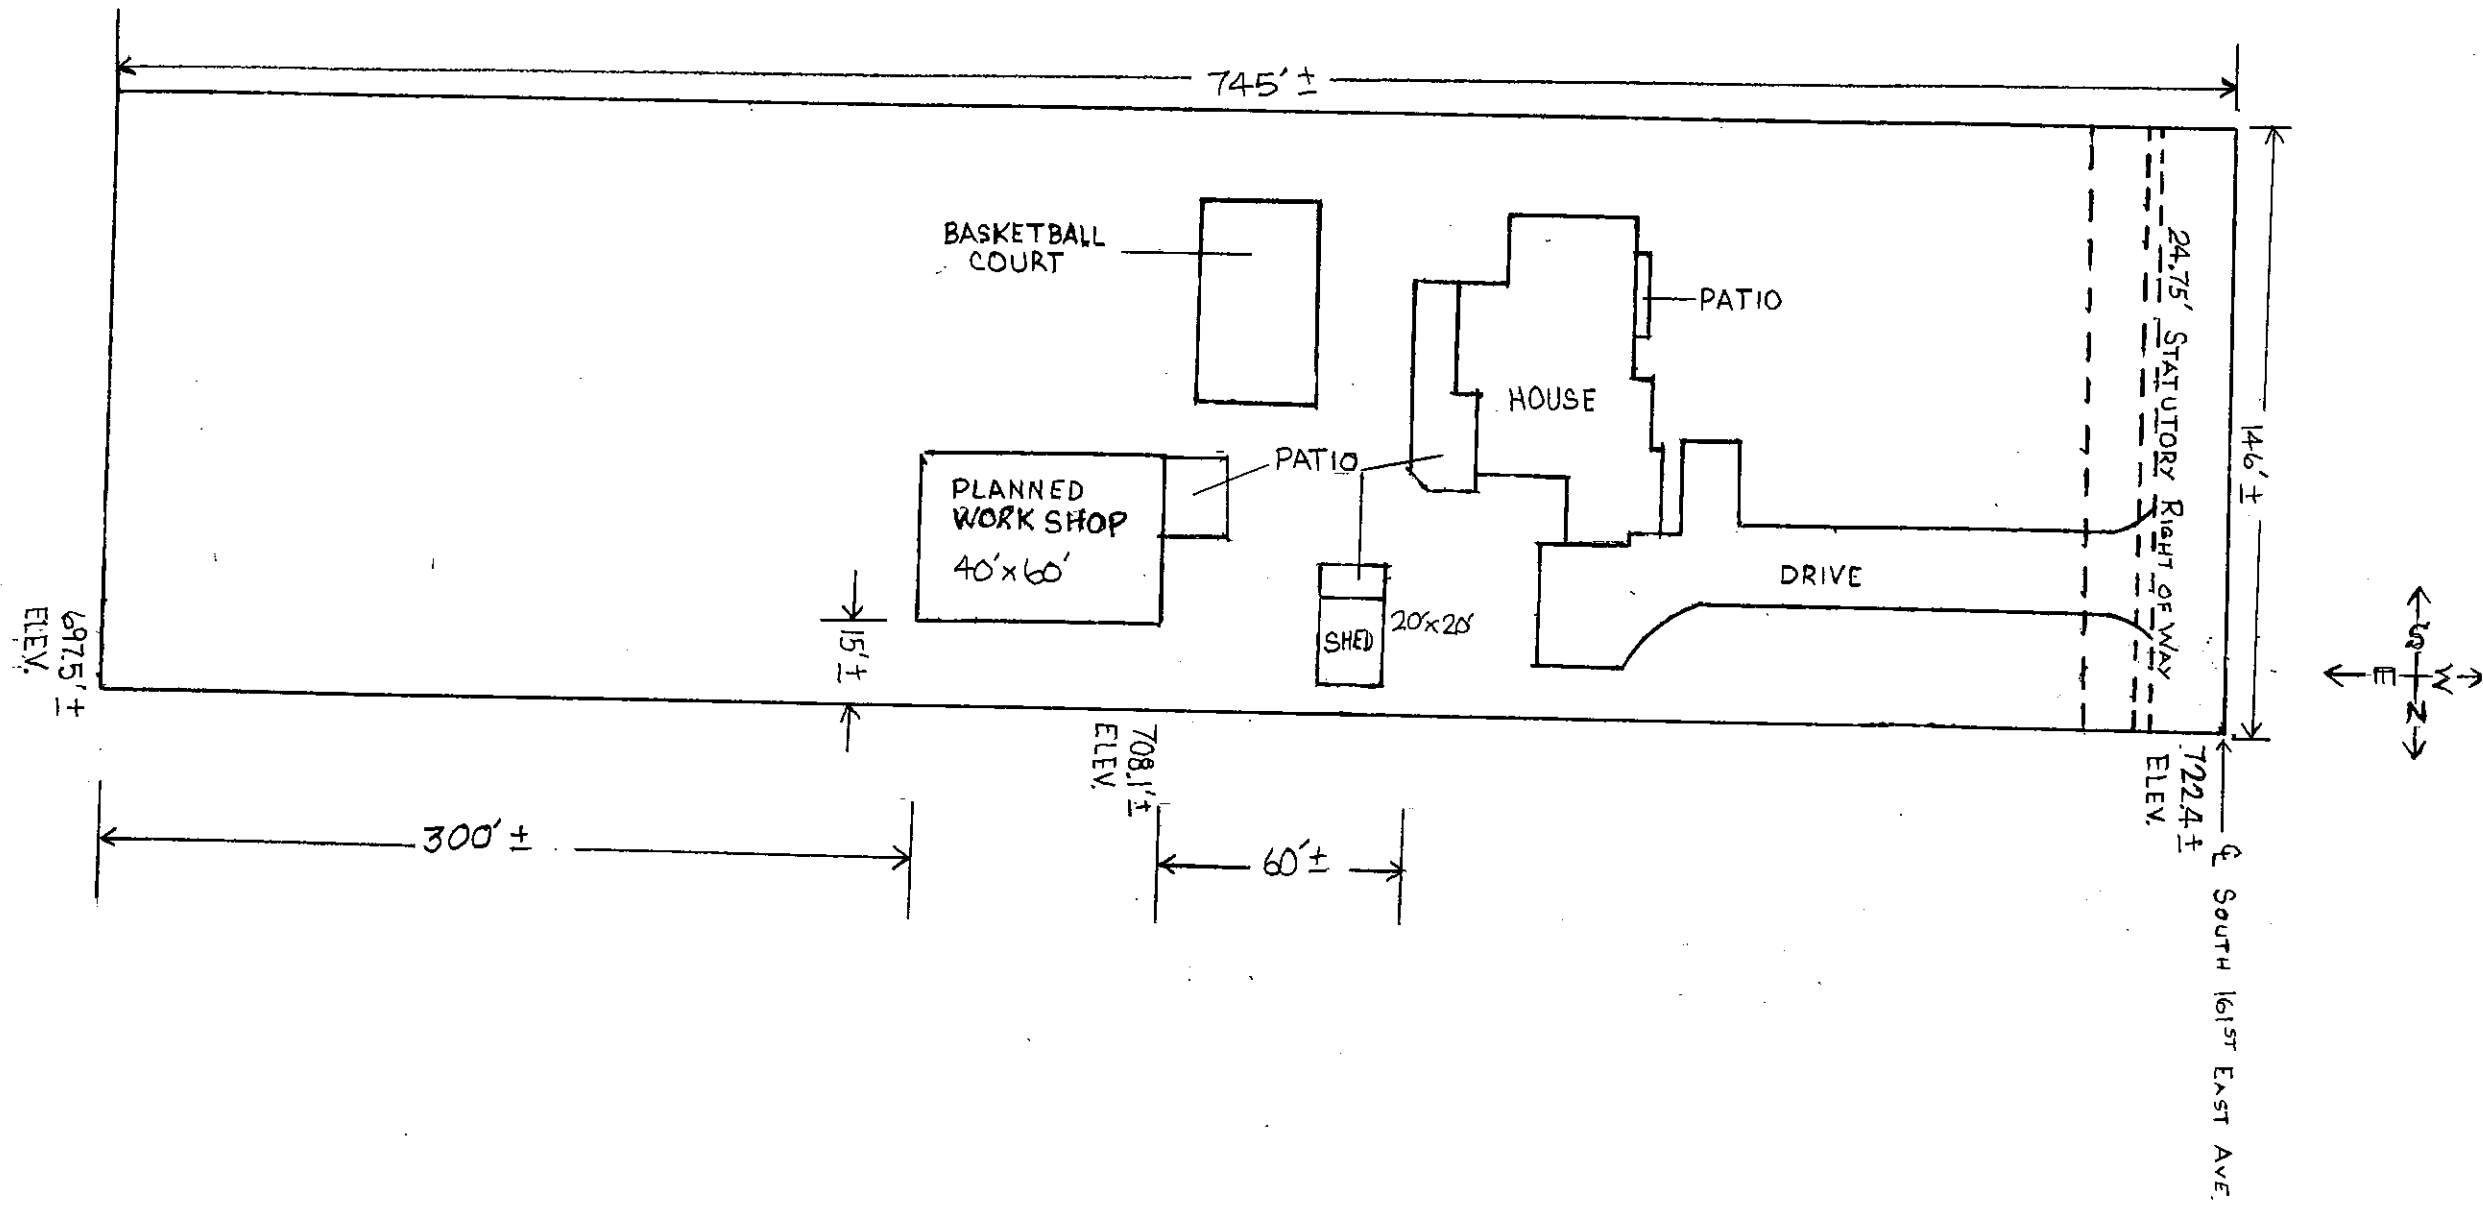 745' ±
BASKETBALL
COURT
PATIO
HOUSE
PATIO
PLANNED
WORK SHOP
40'x60'
15' ±
SHED
20'x20'
DRIVE
24.75' STATUTORY RIGHT OF WAY
146' ±
S
E
W
N
697.5' ±
ELEV.
708.1' ±
ELEV.
722.4 ±
ELEV.
300' ±
60' ±
℄ SOUTH 161ST EAST AVE.